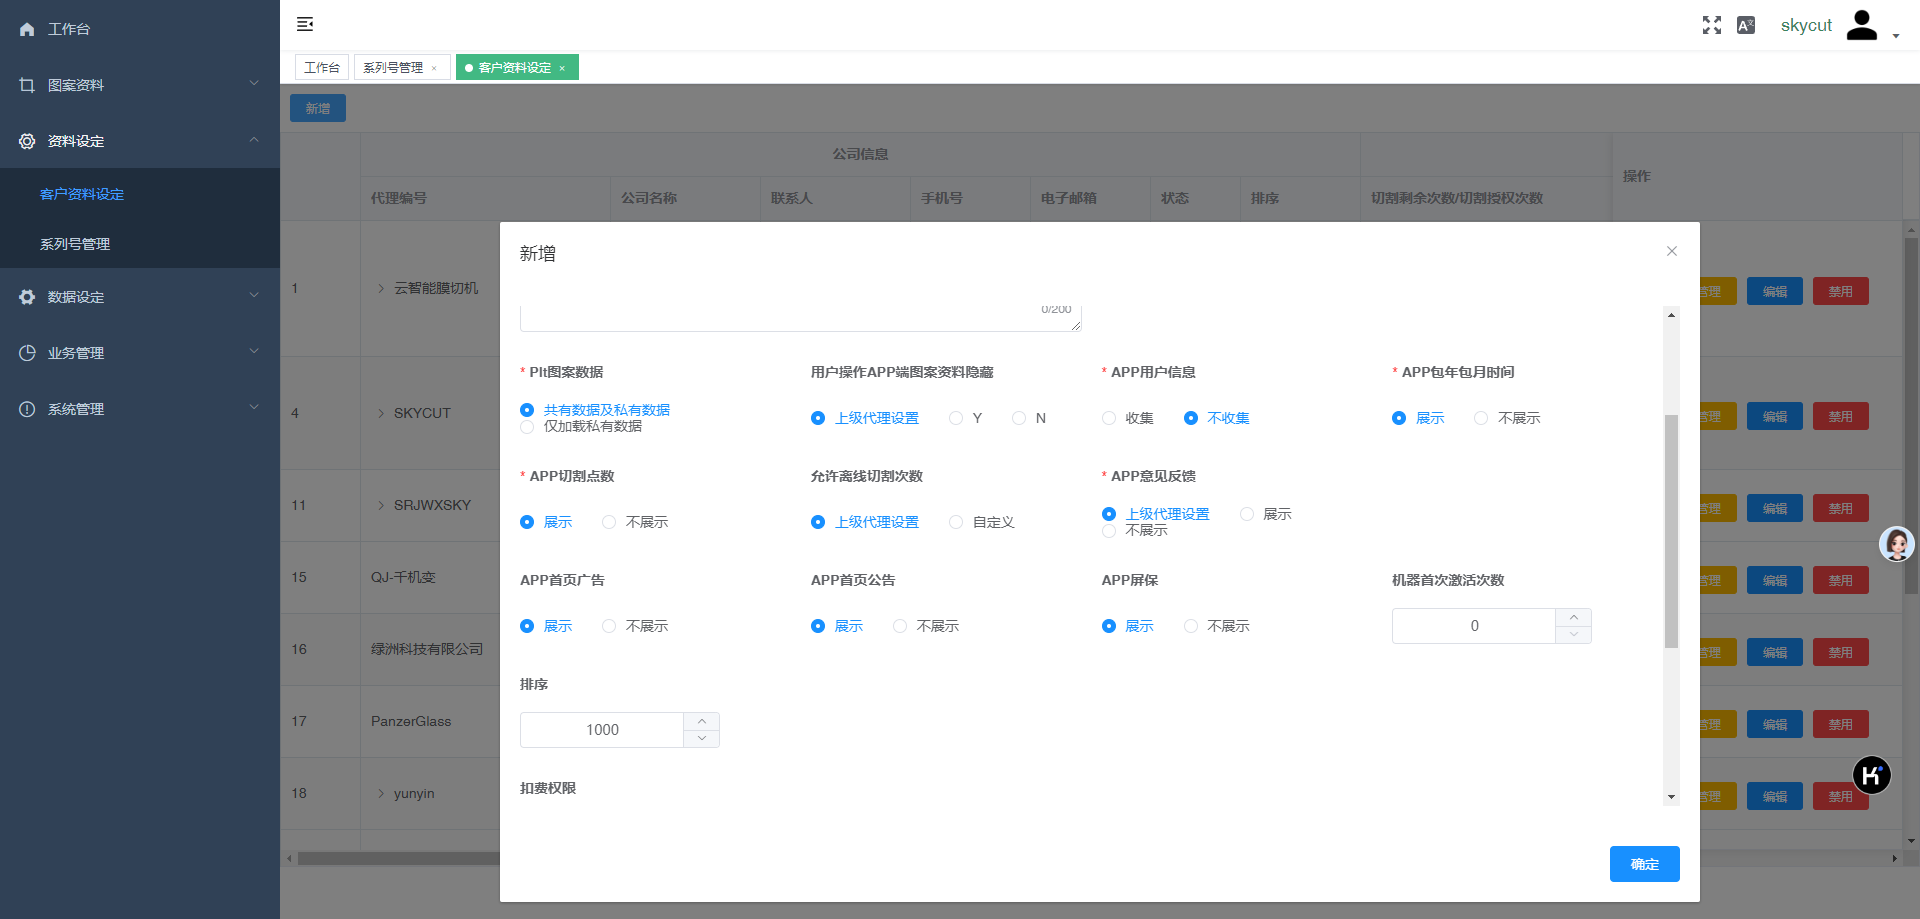 工作台
图案资料
资料设定
客户资料设定
系列号管理
数据设定
业务管理
系统管理
skycut
工作台
系列号管理 ×
客户资料设定 ×
新增
公司信息
操作
代理编号
公司名称
联系人
手机号
电子邮箱
状态
排序
切割剩余次数/切割授权次数
1
云智能膜切机
管理
编辑
禁用
4
SKYCUT
管理
编辑
禁用
11
SRJWXSKY
管理
编辑
禁用
15
QJ-千机变
管理
编辑
禁用
16
绿洲科技有限公司
管理
编辑
禁用
17
PanzerGlass
管理
编辑
禁用
18
yunyin
管理
编辑
禁用
新增
0/200
* Plt图案数据
共有数据及私有数据
仅加载私有数据
用户操作APP端图案资料隐藏
上级代理设置 Y N
* APP用户信息
收集 不收集
* APP包年包月时间
展示 不展示
* APP切割点数
展示 不展示
允许离线切割次数
上级代理设置 自定义
* APP意见反馈
上级代理设置 展示
不展示
APP首页广告
展示 不展示
APP首页公告
展示 不展示
APP屏保
展示 不展示
机器首次激活次数
0
排序
1000
扣费权限
确定